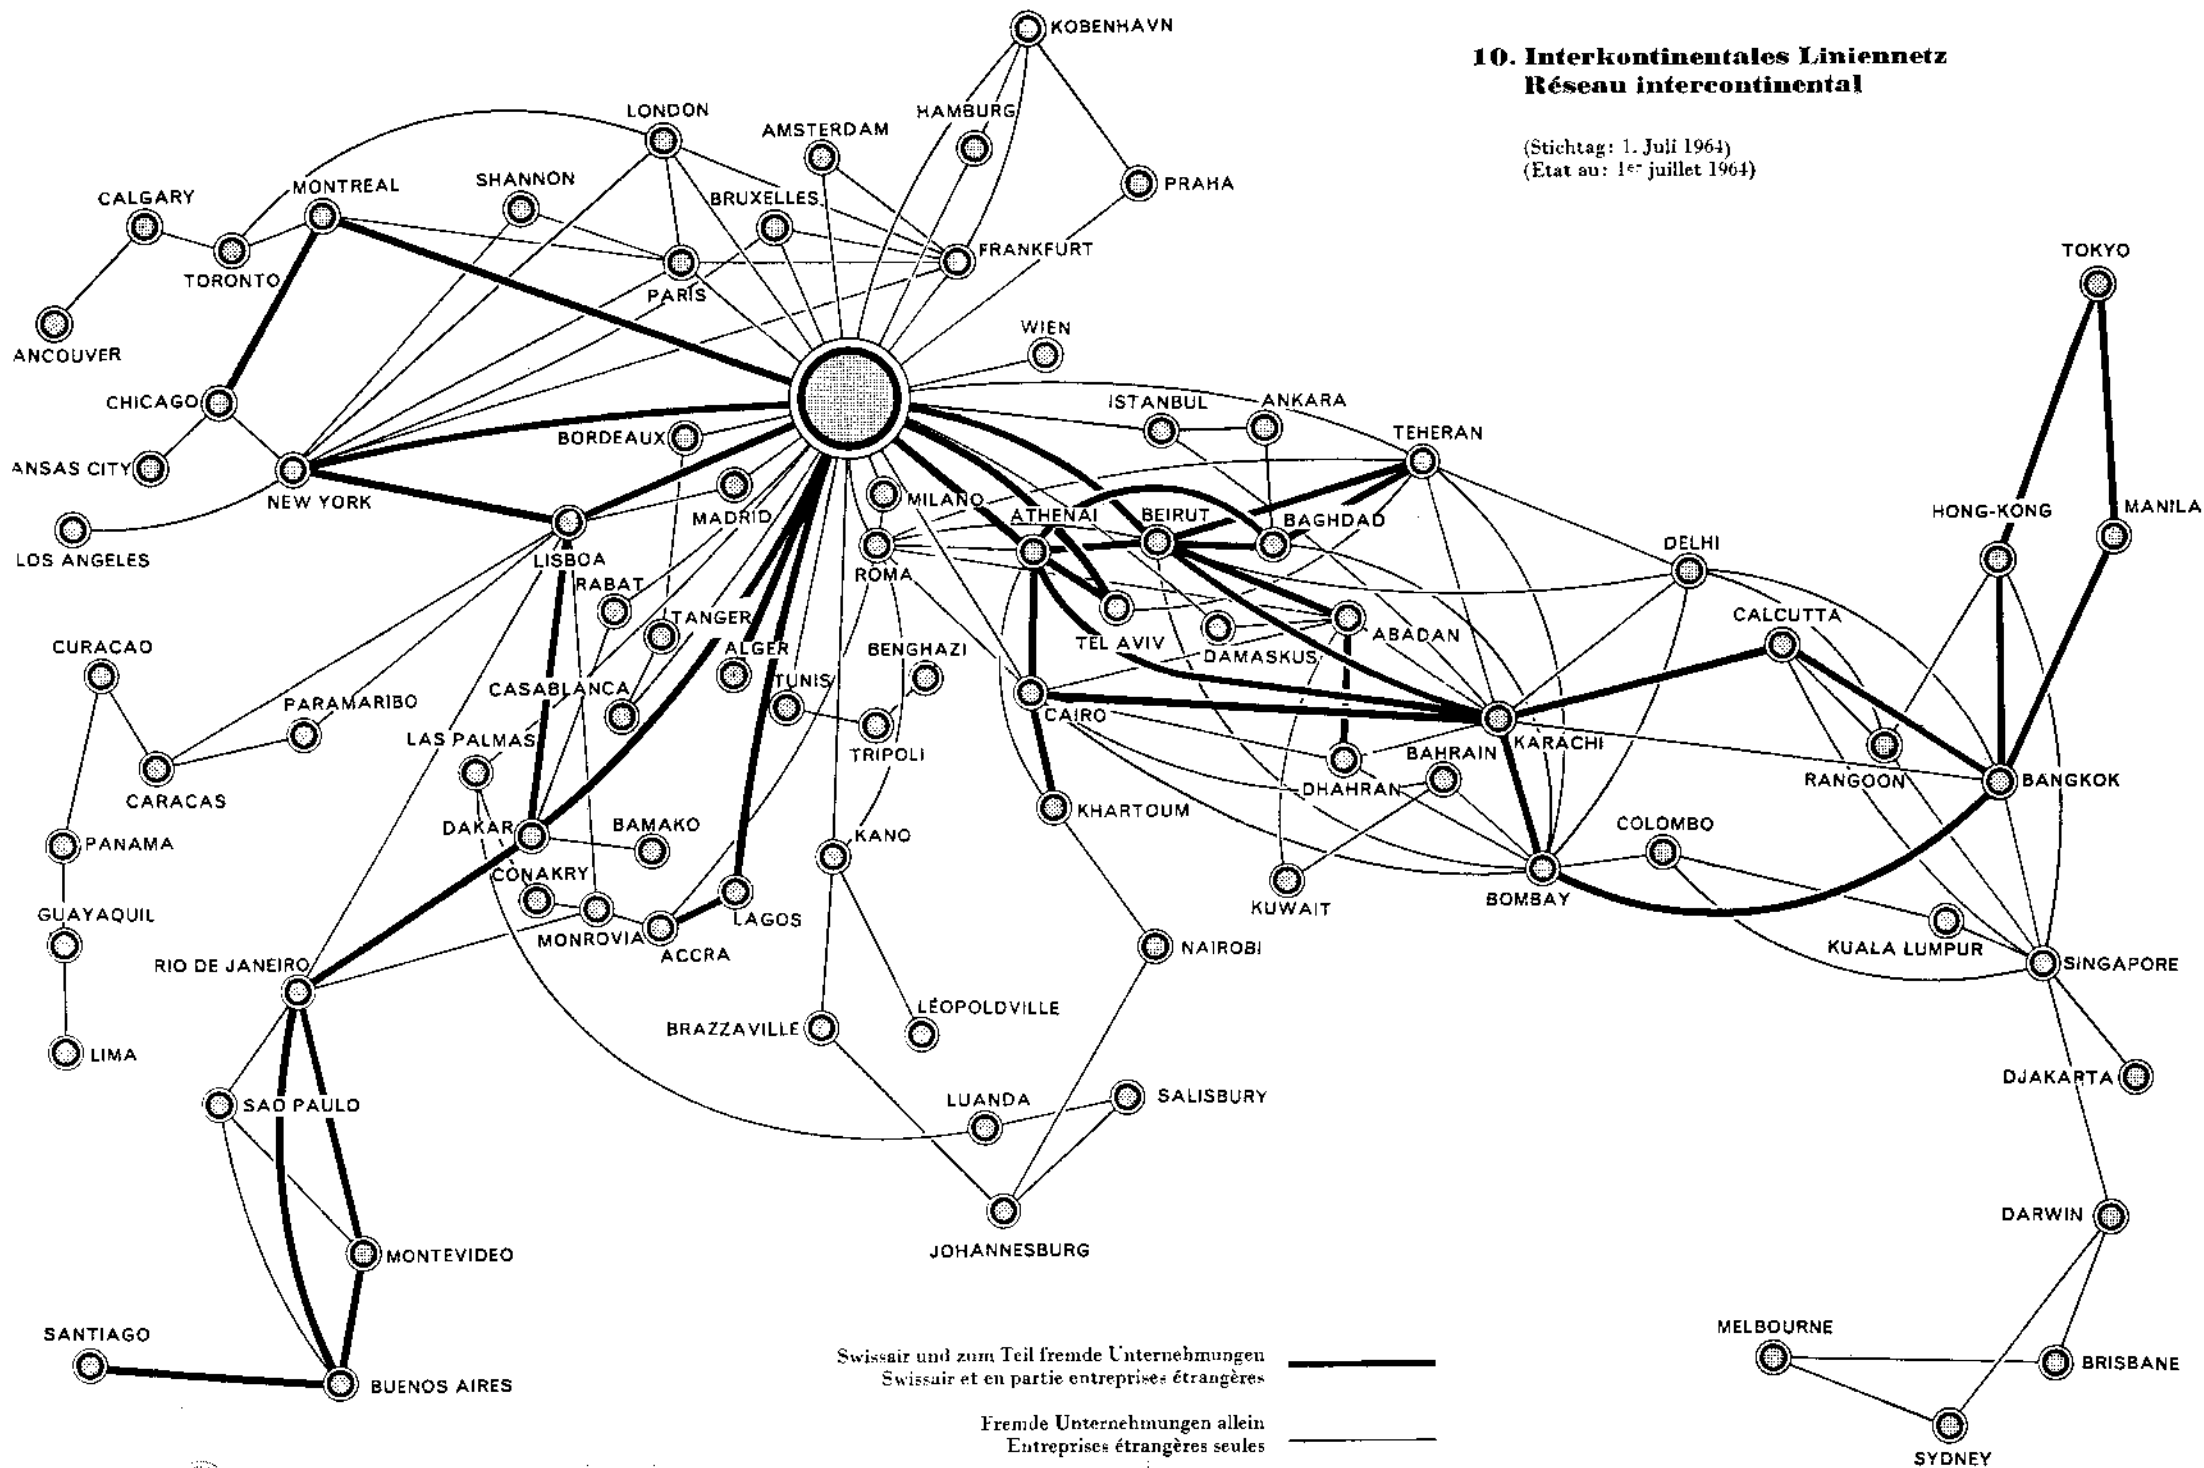 KOBENHAVN
10. Interkontinentales Liniennetz
Réseau intercontinental
(Stichtag: 1. Juli 1964)
(Etat au: 1er juillet 1964)
LONDON
AMSTERDAM
HAMBURG
MONTREAL
SHANNON
BRUXELLES
PRAHA
CALGARY
TORONTO
PARIS
FRANKFURT
TOKYO
ANCOUVER
WIEN
CHICAGO
ISTANBUL
ANKARA
BORDEAUX
TEHERAN
ANSAS CITY
NEW YORK
MADRID
MILANO
ATHENAI
BEIRUT
BAGHDAD
HONG-KONG
MANILA
LOS ANGELES
LISBOA
ROMA
DELHI
RABAT
TANGER
CALCUTTA
CURACAO
ALGER
BENGHAZI
TEL AVIV
DAMASKUS
ABADAN
CASABLANCA
TUNIS
PARAMARIBO
CAIRO
LAS PALMAS
TRIPOLI
BAHRAIN
KARACHI
CARACAS
DHAHRAN
RANGOON
BANGKOK
KHARTOUM
PANAMA
DAKAR
BAMAKO
KANO
COLOMBO
CONAKRY
BOMBAY
KUWAIT
GUAYAQUIL
LAGOS
MONROVIA
ACCRA
NAIROBI
KUALA LUMPUR
RIO DE JANEIRO
SINGAPORE
LÉOPOLDVILLE
BRAZZAVILLE
LIMA
DJAKARTA
SAO PAULO
LUANDA
SALISBURY
DARWIN
JOHANNESBURG
MONTEVIDEO
MELBOURNE
SANTIAGO
BRISBANE
BUENOS AIRES
Swissair und zum Teil fremde Unternehmungen
Swissair et en partie entreprises étrangères
Fremde Unternehmungen allein
Entreprises étrangères seules
SYDNEY